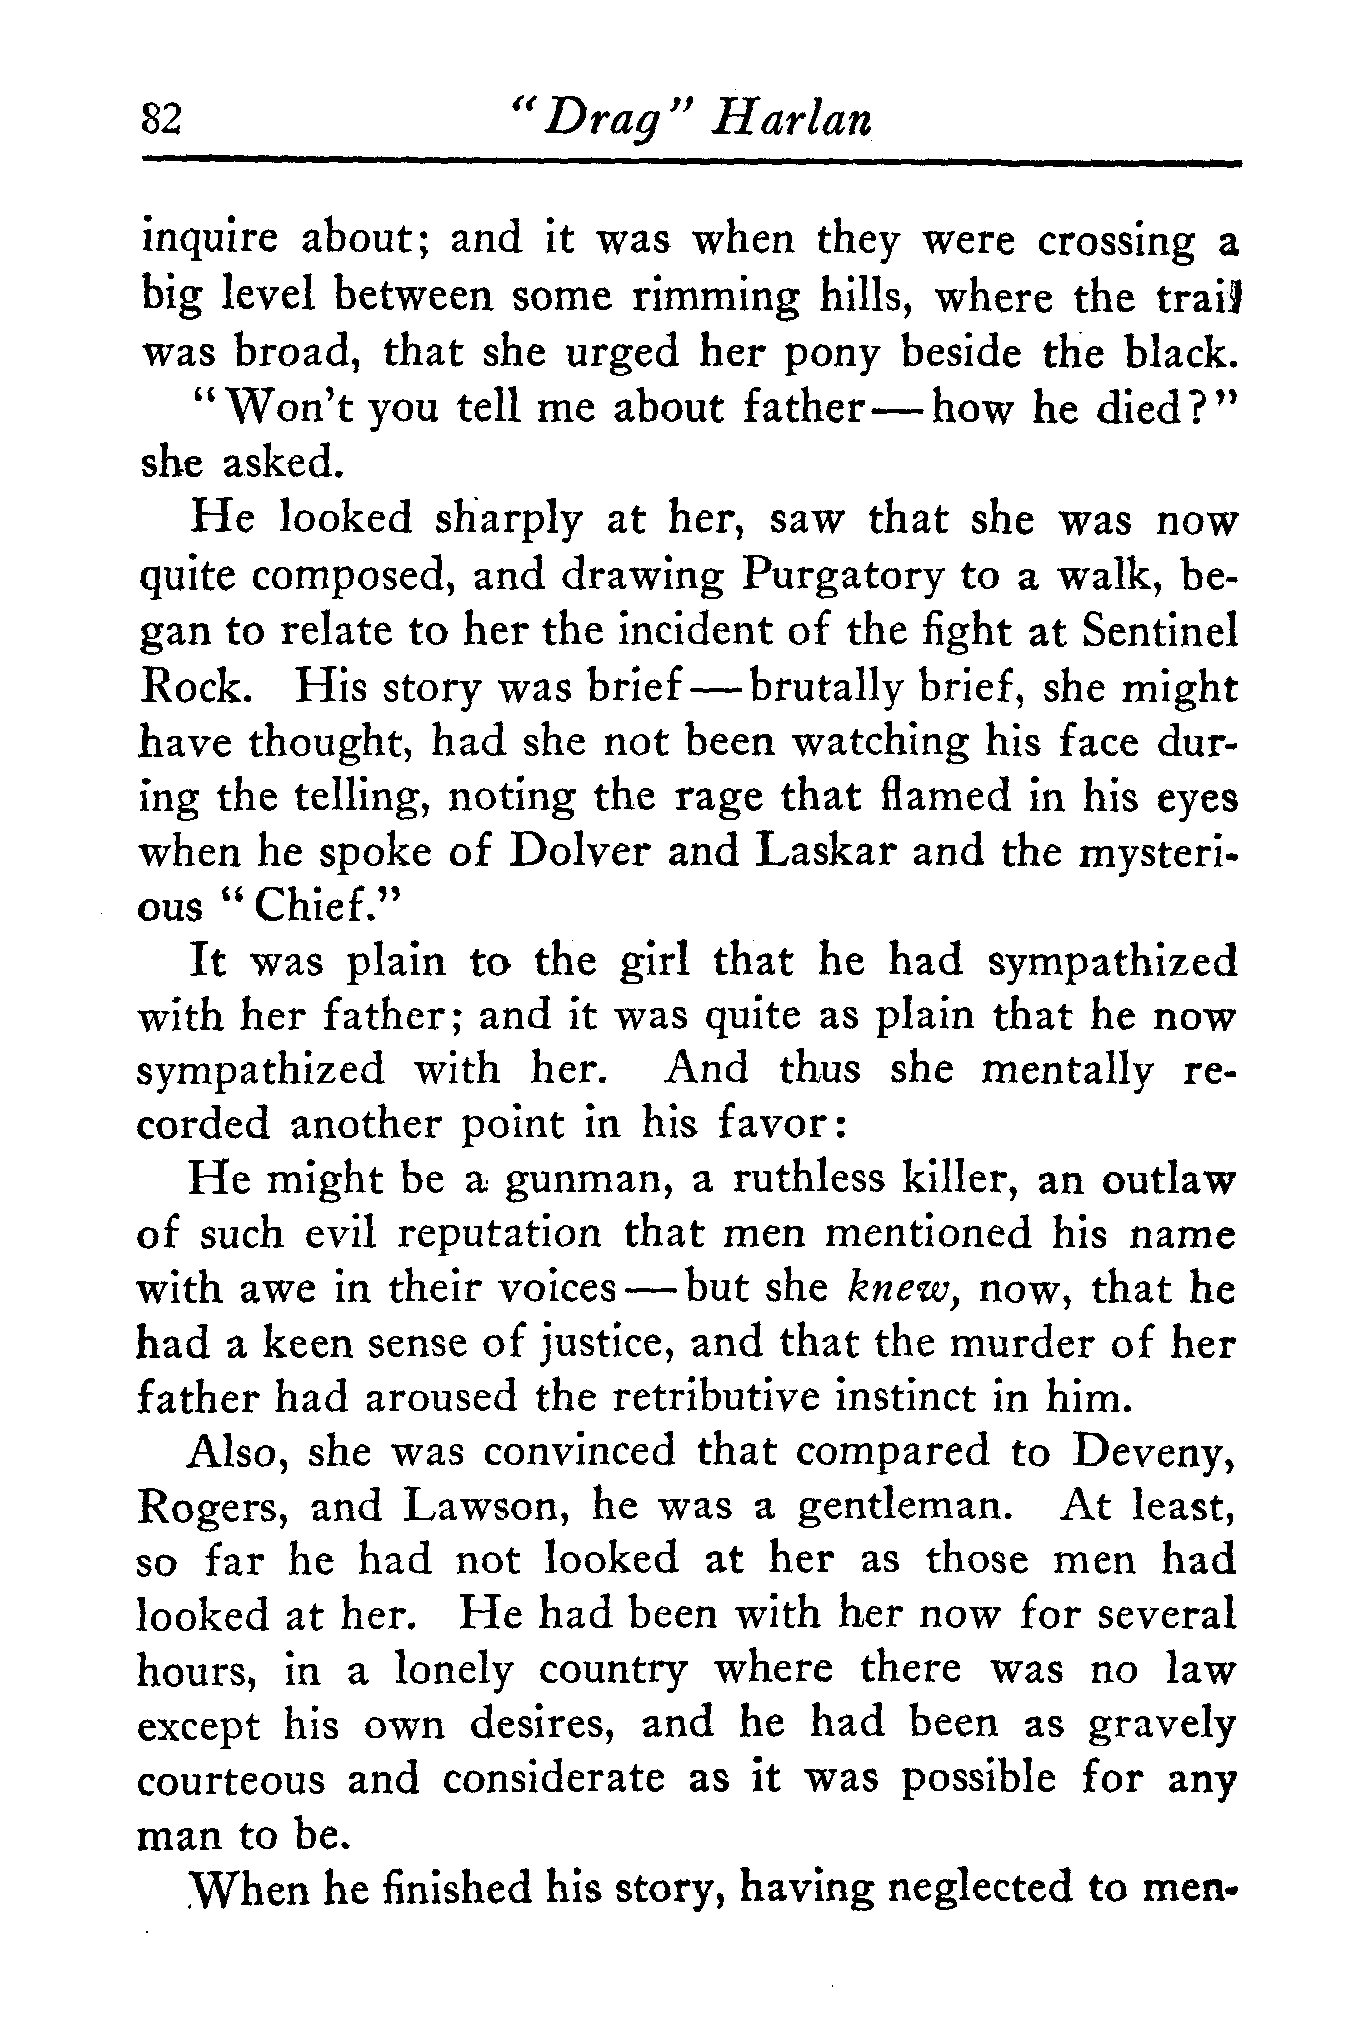 82 "Drag" Harlan
inquire about; and it was when they were crossing a
big level between some rimming hills, where the trail
was broad, that she urged her pony beside the black.
"Won't you tell me about father—how he died?"
she asked.
He looked sharply at her, saw that she was now
quite composed, and drawing Purgatory to a walk, be-
gan to relate to her the incident of the fight at Sentinel
Rock. His story was brief—brutally brief, she might
have thought, had she not been watching his face dur-
ing the telling, noting the rage that flamed in his eyes
when he spoke of Dolver and Laskar and the mysteri-
ous "Chief."
It was plain to the girl that he had sympathized
with her father; and it was quite as plain that he now
sympathized with her. And thus she mentally re-
corded another point in his favor:
He might be a gunman, a ruthless killer, an outlaw
of such evil reputation that men mentioned his name
with awe in their voices—but she knew, now, that he
had a keen sense of justice, and that the murder of her
father had aroused the retributive instinct in him.
Also, she was convinced that compared to Deveny,
Rogers, and Lawson, he was a gentleman. At least,
so far he had not looked at her as those men had
looked at her. He had been with her now for several
hours, in a lonely country where there was no law
except his own desires, and he had been as gravely
courteous and considerate as it was possible for any
man to be.
When he finished his story, having neglected to men-